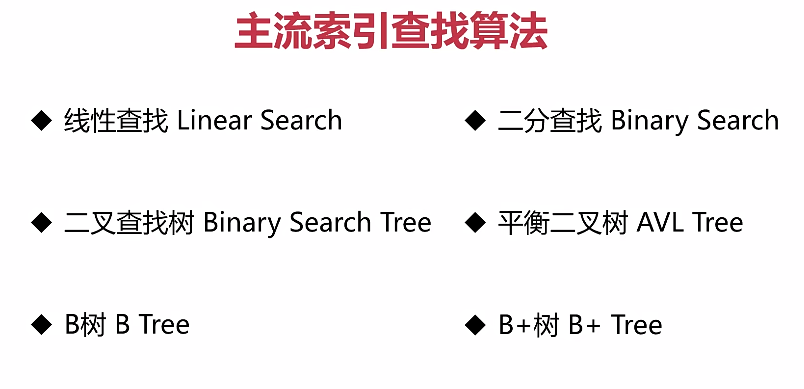 主流索引查找算法
◆ 线性查找 Linear Search
◆ 二分查找 Binary Search
◆ 二叉查找树 Binary Search Tree
◆ 平衡二叉树 AVL Tree
◆ B树 B Tree
◆ B+树 B+ Tree